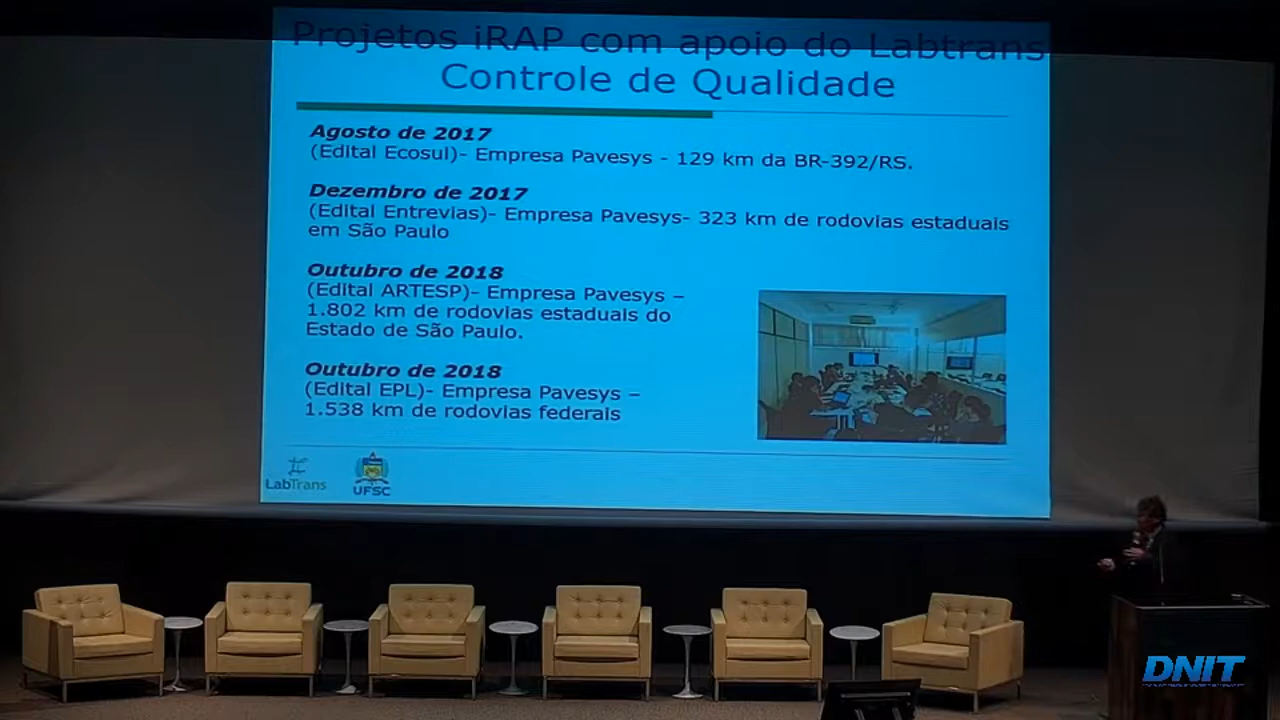 Projetos iRAP com apoio do Labtrans
Controle de Qualidade
Agosto de 2017
(Edital Ecosul)- Empresa Pavesys - 129 km da BR-392/RS.
Dezembro de 2017
(Edital Entrevias)- Empresa Pavesys- 323 km de rodovias estaduais
em São Paulo
Outubro de 2018
(Edital ARTESP)- Empresa Pavesys –
1.802 km de rodovias estaduais do
Estado de São Paulo.
Outubro de 2018
(Edital EPL)- Empresa Pavesys –
1.538 km de rodovias federais
LabTrans
UFSC
DNIT